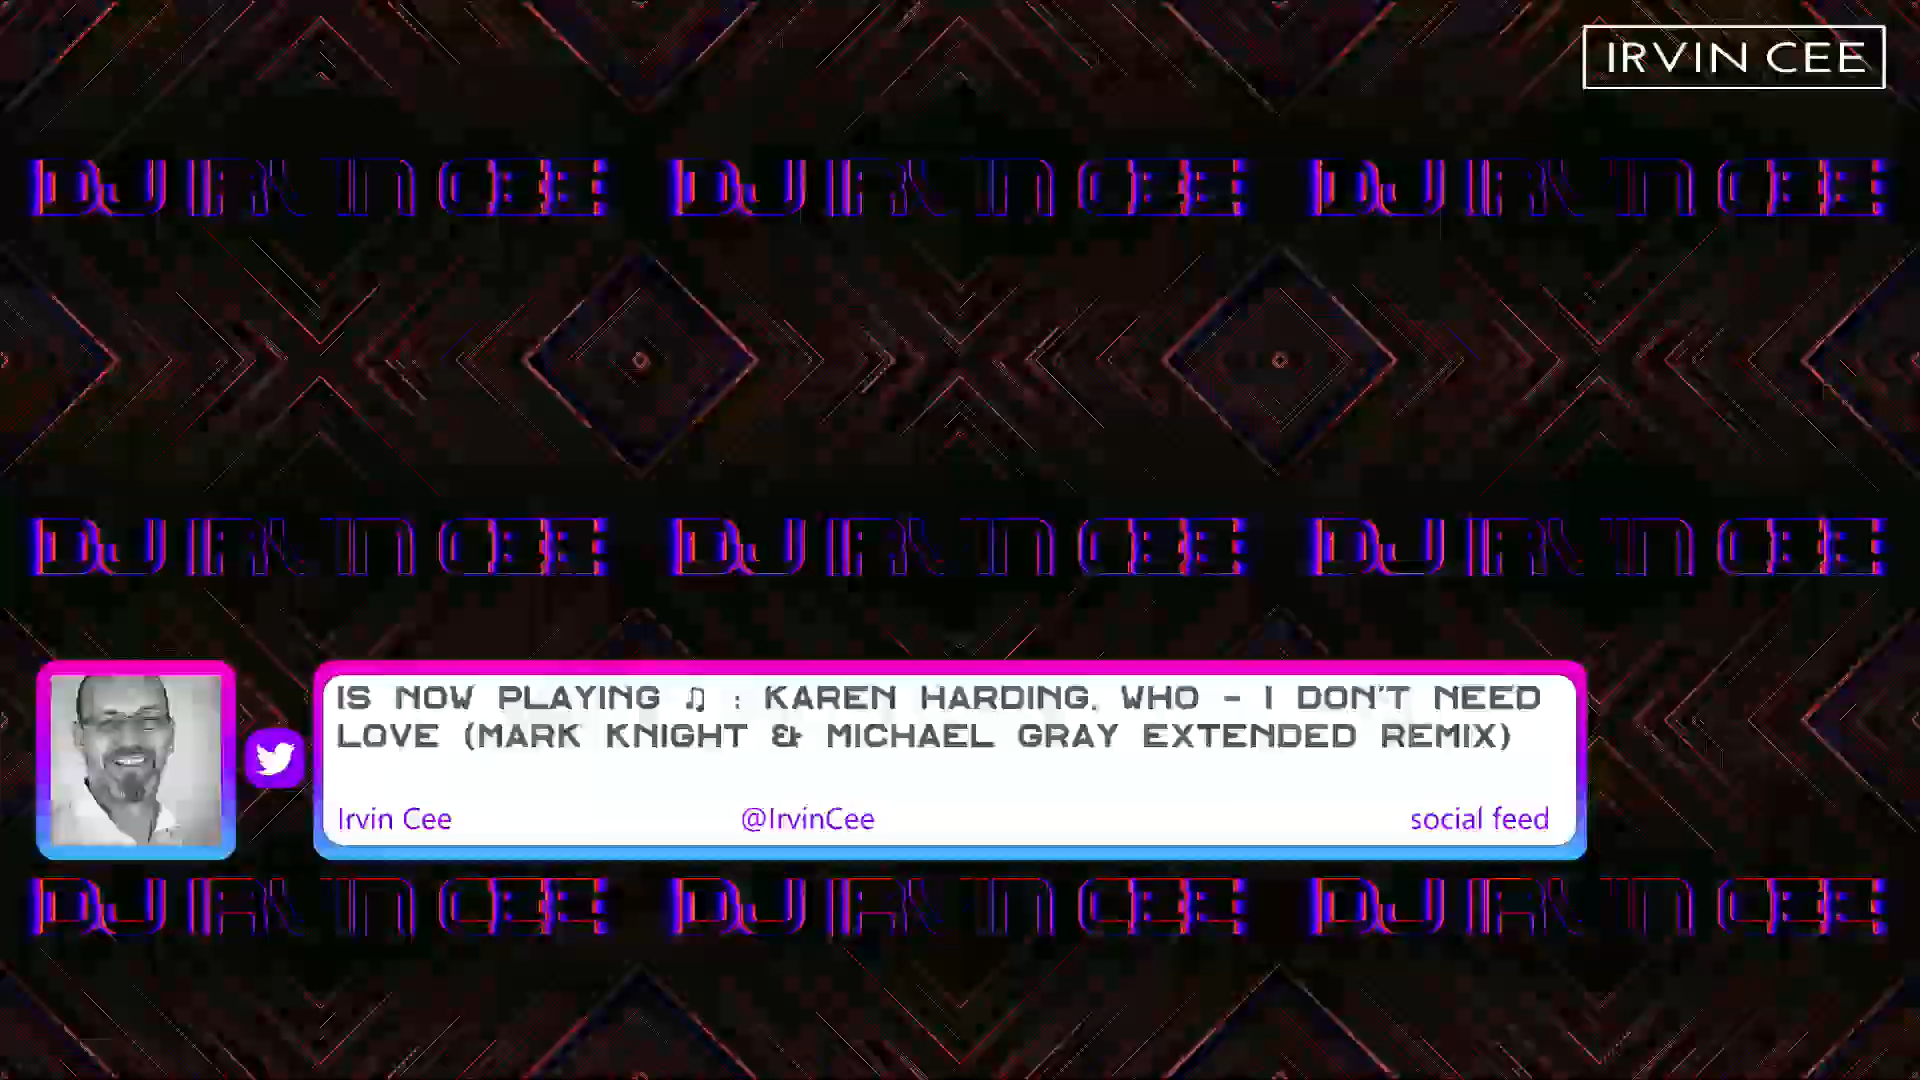 IRVIN CEE
DJ IRVIN CEE DJ IRVIN CEE DJ IRVIN CEE
DJ IRVIN CEE DJ IRVIN CEE DJ IRVIN CEE
IS NOW PLAYING ♫ : KAREN HARDING, WHO - I DON'T NEED
LOVE (MARK KNIGHT & MICHAEL GRAY EXTENDED REMIX)
Irvin Cee @IrvinCee social feed
DJ IRVIN CEE DJ IRVIN CEE DJ IRVIN CEE